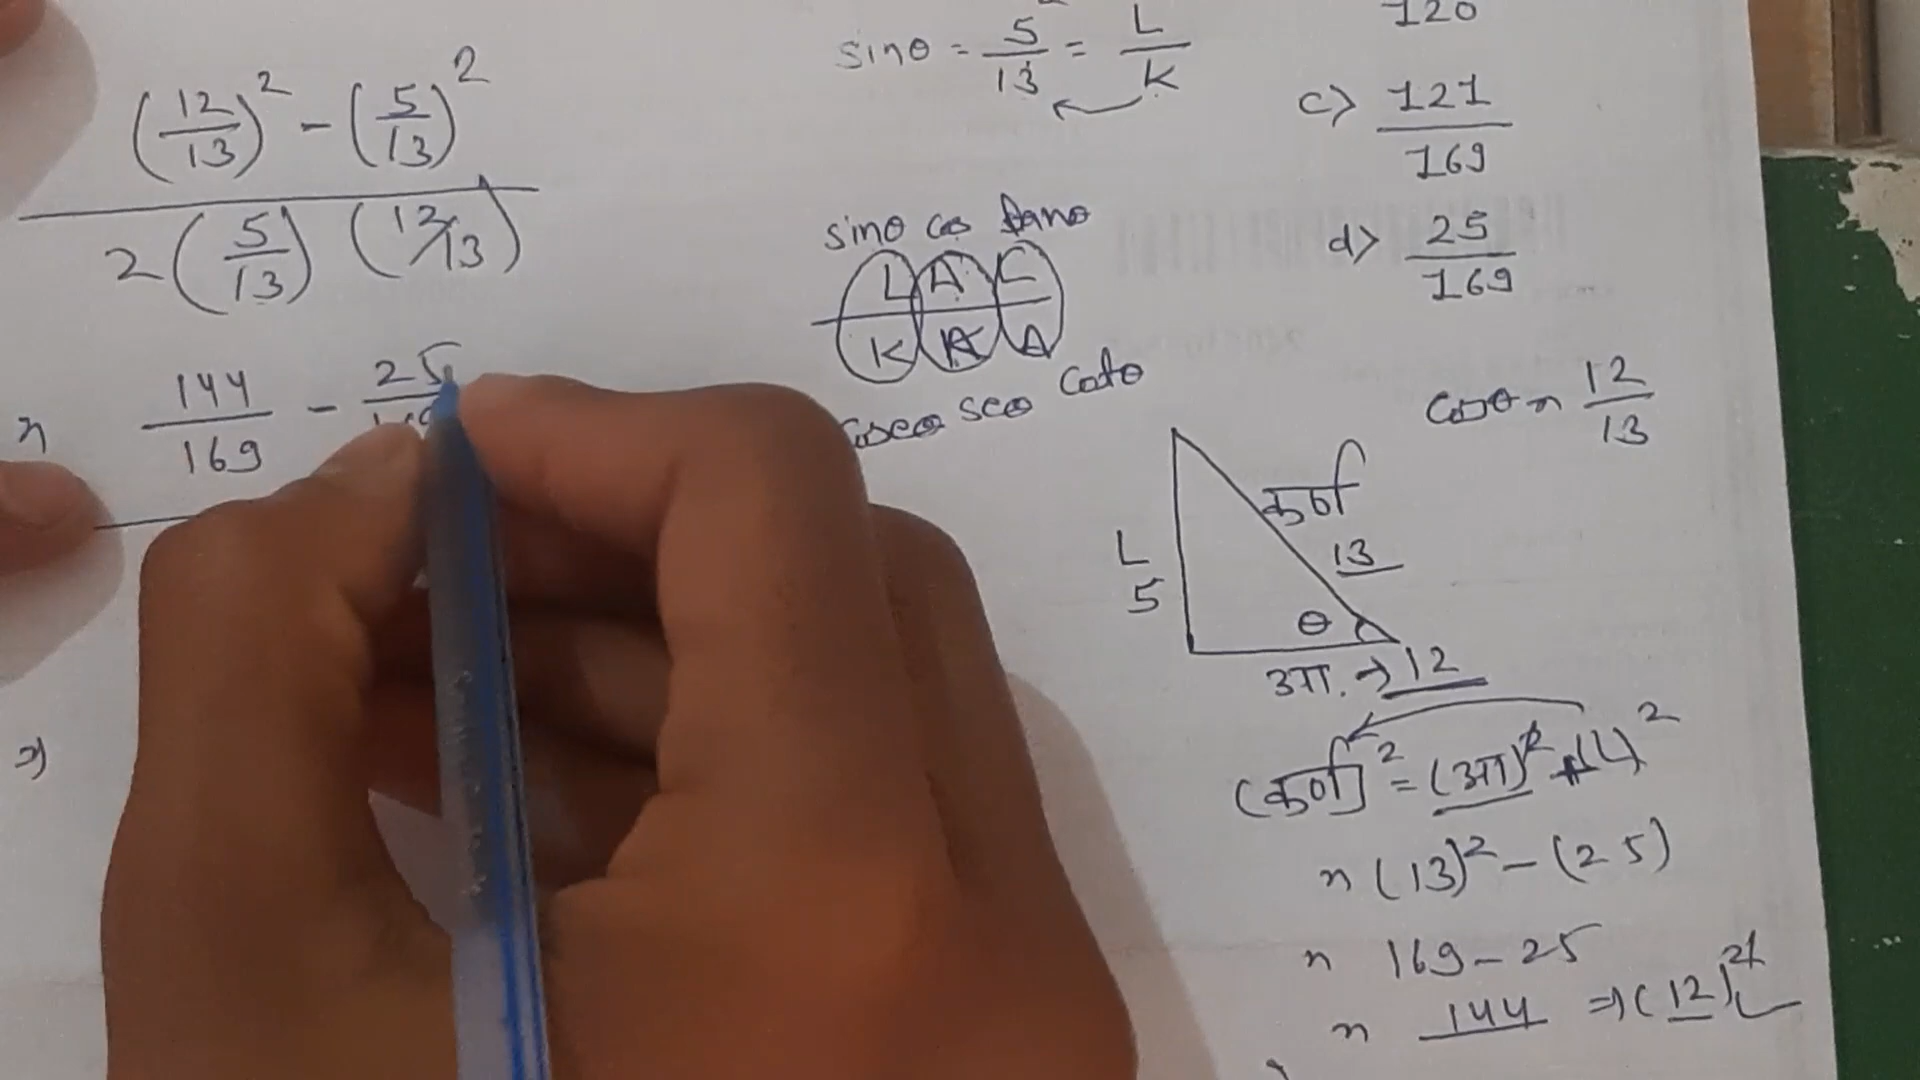 (12/13)² - (5/13)²
2(5/13) (12/13)
n 144/169 - 25
⇒)
sinθ = 5/13 = L/K
sinθ cos tanθ
L A L
K K A
Cosecθ secθ cotθ
120
c) 121/169
d) 25/169
cosθ n 12/13
कर्ण
13
L
5
θ
आ. → 12
(कर्ण)² = (आ)² (L)²
n (13)² - (25)
n 169 - 25
n 144 ⇒ (12)²